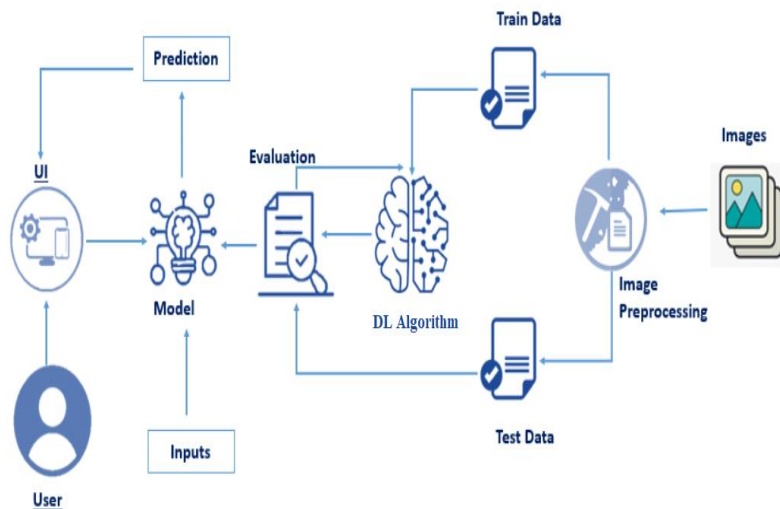 Train Data
Prediction
Images
Evaluation
UI
Model
Image
Preprocessing
DL Algorithm
Inputs
Test Data
User